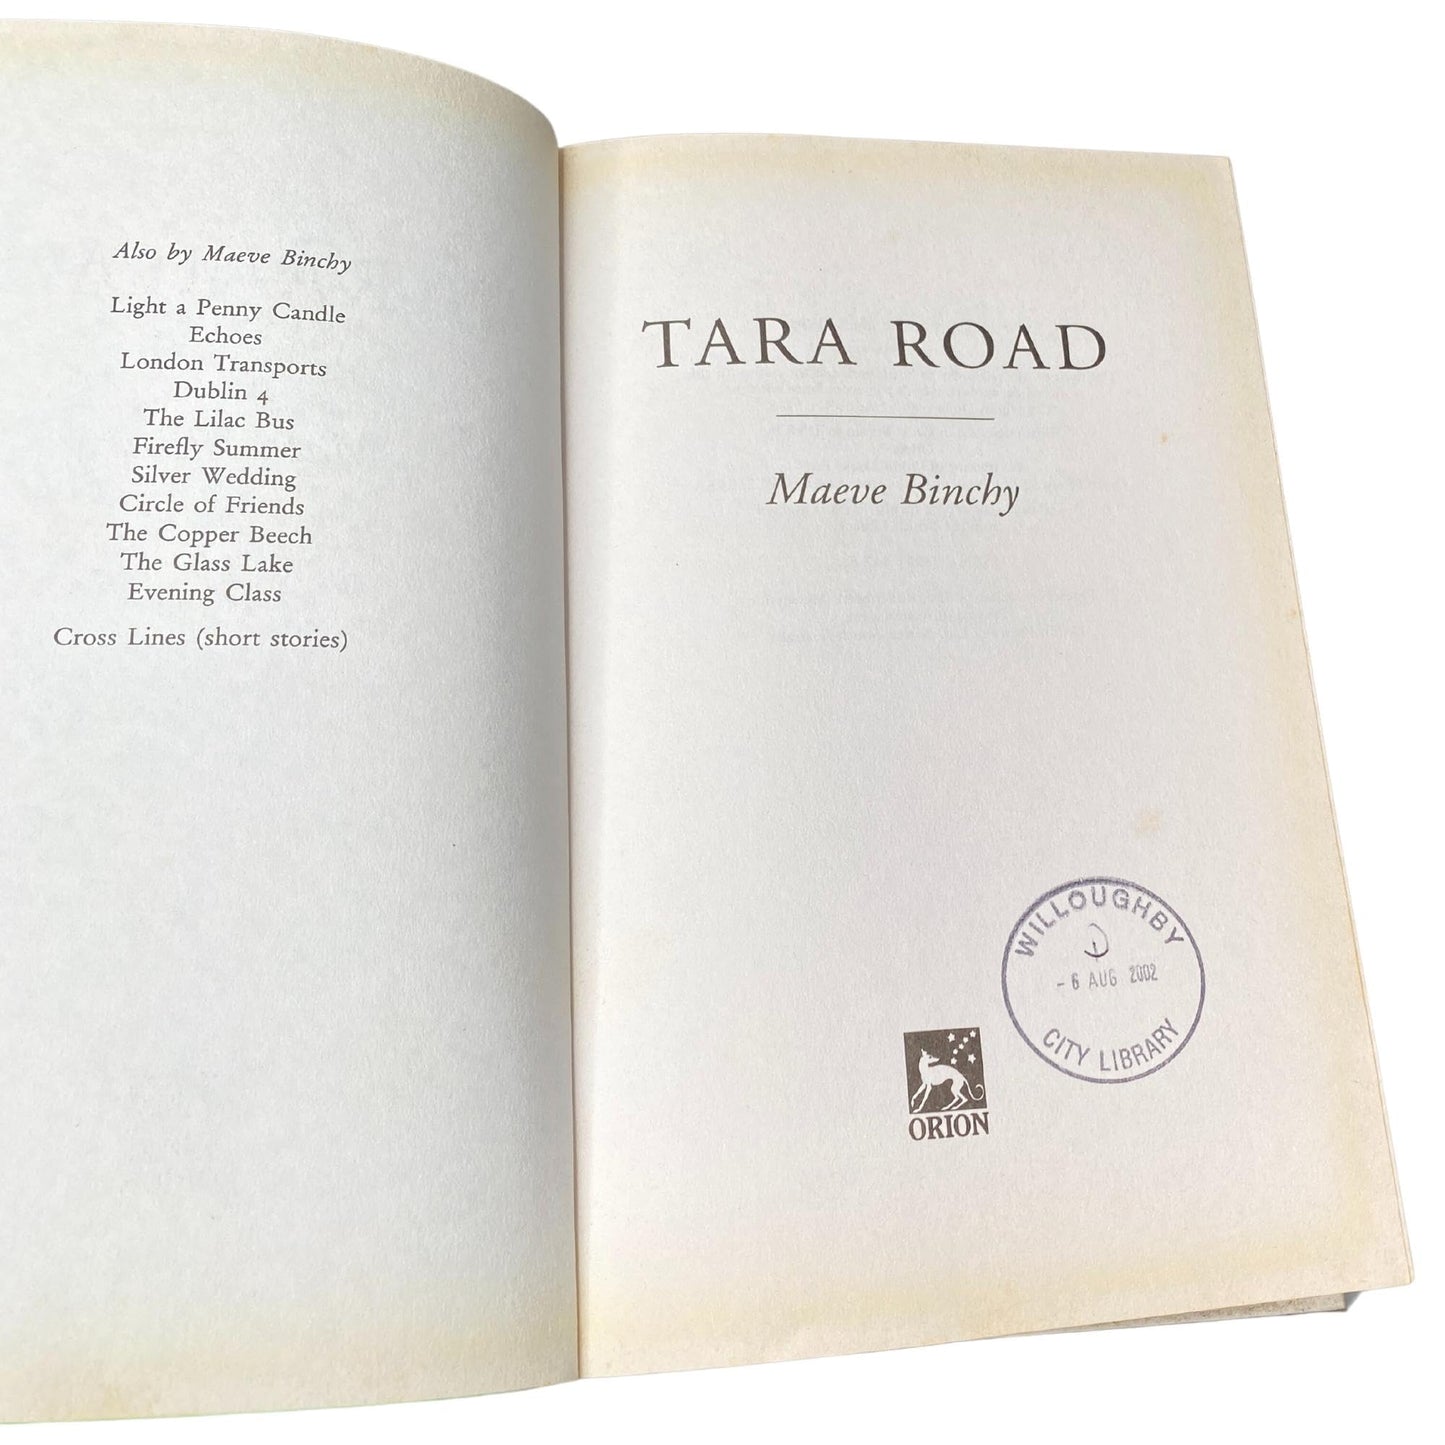 Also by Maeve Binchy
Light a Penny Candle
Echoes
London Transports
Dublin 4
The Lilac Bus
Firefly Summer
Silver Wedding
Circle of Friends
The Copper Beech
The Glass Lake
Evening Class
Cross Lines (short stories)
TARA ROAD
Maeve Binchy
WILLOUGHBY
D
- 6 AUG 2002
CITY LIBRARY
ORION